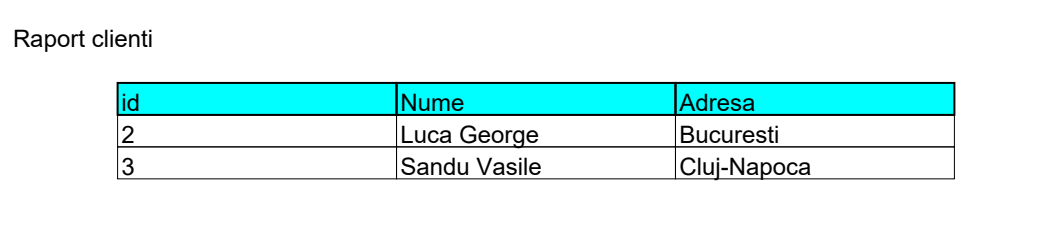 Raport clienti
id Nume Adresa
2 Luca George Bucuresti
3 Sandu Vasile Cluj-Napoca